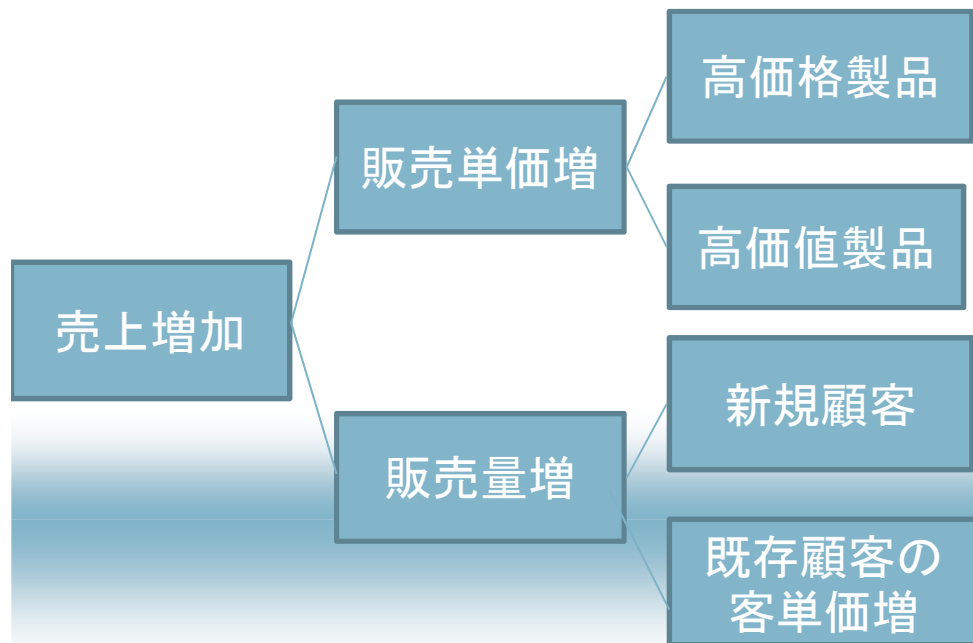 売上増加
販売単価増
高価格製品
高価値製品
販売量増
新規顧客
既存顧客の
客単価増